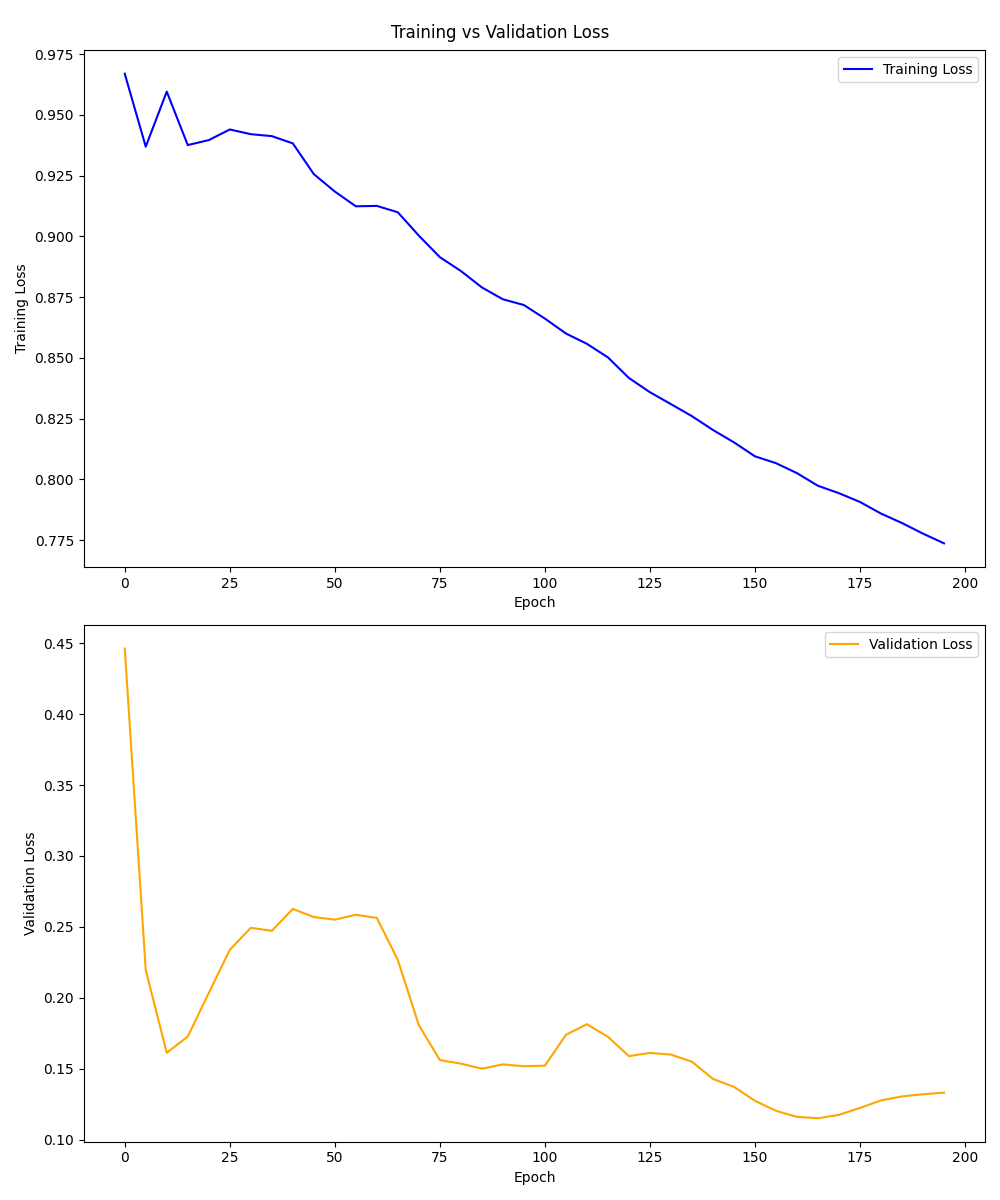 Training vs Validation Loss
Training Loss
0.975
0.950
0.925
0.900
0.875
0.850
0.825
0.800
0.775
Training Loss
0 25 50 75 100 125 150 175 200
Epoch
Validation Loss
0.45
0.40
0.35
0.30
0.25
0.20
0.15
0.10
Validation Loss
0 25 50 75 100 125 150 175 200
Epoch